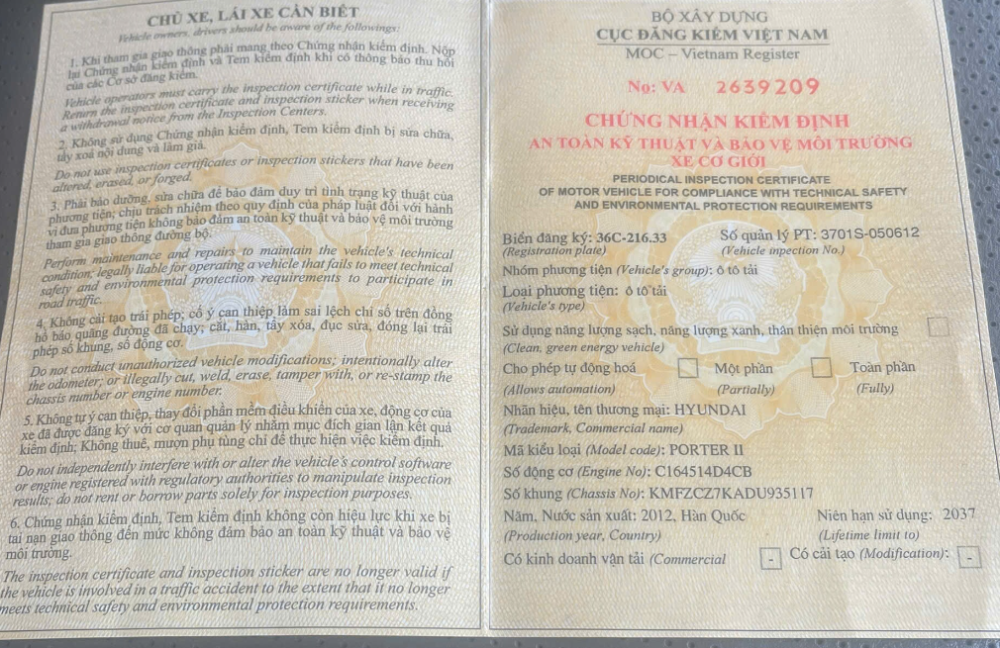 CHỦ XE, LÁI XE CẦN BIẾT
Vehicle owners, drivers should be aware of the followings:
1. Khi tham gia giao thông phải mang theo Chứng nhận kiểm định. Nộp
lại Chứng nhận kiểm định và Tem kiểm định khi có thông báo thu hồi
của các Cơ sở đăng kiểm.
Vehicle operators must carry the inspection certificate while in traffic.
Return the inspection certificate and inspection sticker when receiving
a withdrawal notice from the Inspection Centers.
2. Không sử dụng Chứng nhận kiểm định, Tem kiểm định bị sửa chữa,
tẩy xoá nội dung và làm giả.
Do not use inspection certificates or inspection stickers that have been
altered, erased, or forged.
3. Phải bảo dưỡng, sửa chữa để bảo đảm duy trì tình trạng kỹ thuật của
phương tiện; chịu trách nhiệm theo quy định của pháp luật đối với hành
vi đưa phương tiện không bảo đảm an toàn kỹ thuật và bảo vệ môi trường
tham gia giao thông đường bộ.
Perform maintenance and repairs to maintain the vehicle's technical
condition; legally liable for operating a vehicle that fails to meet technical
safety and environmental protection requirements to participate in
road traffic.
4. Không cải tạo trái phép; cố ý can thiệp làm sai lệch chỉ số trên đồng
hồ báo quãng đường đã chạy; cắt, hàn, tẩy xóa, đục sửa, đóng lại trái
phép số khung, số động cơ.
Do not conduct unauthorized vehicle modifications; intentionally alter
the odometer; or illegally cut, weld, erase, tamper with, or re-stamp the
chassis number or engine number.
5. Không tự ý can thiệp, thay đổi phần mềm điều khiển của xe, động cơ của
xe đã được đăng ký với cơ quan quản lý nhằm mục đích gian lận kết quả
kiểm định; Không thuê, mượn phụ tùng chỉ để thực hiện việc kiểm định.
Do not independently interfere with or alter the vehicle's control software
or engine registered with regulatory authorities to manipulate inspection
results; do not rent or borrow parts solely for inspection purposes.
6. Chứng nhận kiểm định, Tem kiểm định không còn hiệu lực khi xe bị
tai nạn giao thông đến mức không đảm bảo an toàn kỹ thuật và bảo vệ
môi trường.
The inspection certificate and inspection sticker are no longer valid if
the vehicle is involved in a traffic accident to the extent that it no longer
meets technical safety and environmental protection requirements.
BỘ XÂY DỰNG
CỤC ĐĂNG KIỂM VIỆT NAM
MOC – Vietnam Register
No: VA 2639209
CHỨNG NHẬN KIỂM ĐỊNH
AN TOÀN KỸ THUẬT VÀ BẢO VỆ MÔI TRƯỜNG
XE CƠ GIỚI
PERIODICAL INSPECTION CERTIFICATE
OF MOTOR VEHICLE FOR COMPLIANCE WITH TECHNICAL SAFETY
AND ENVIRONMENTAL PROTECTION REQUIREMENTS
Biển đăng ký: 36C-216.33 Số quản lý PT: 3701S-050612
(Registration plate) (Vehicle inpection No.)
Nhóm phương tiện (Vehicle's group): ô tô tải
Loại phương tiện: ô tô tải
(Vehicle's type)
Sử dụng năng lượng sạch, năng lượng xanh, thân thiện môi trường
(Clean, green energy vehicle)
Cho phép tự động hoá Một phần Toàn phần
(Allows automation) (Partially) (Fully)
Nhãn hiệu, tên thương mại: HYUNDAI
(Trademark, Commercial name)
Mã kiểu loại (Model code): PORTER II
Số động cơ (Engine No): C164514D4CB
Số khung (Chassis No): KMFZCZ7KADU935117
Năm, Nước sản xuất: 2012, Hàn Quốc Niên hạn sử dụng: 2037
(Production year, Country) (Lifetime limit to)
Có kinh doanh vận tải (Commercial - Có cải tạo (Modification): -